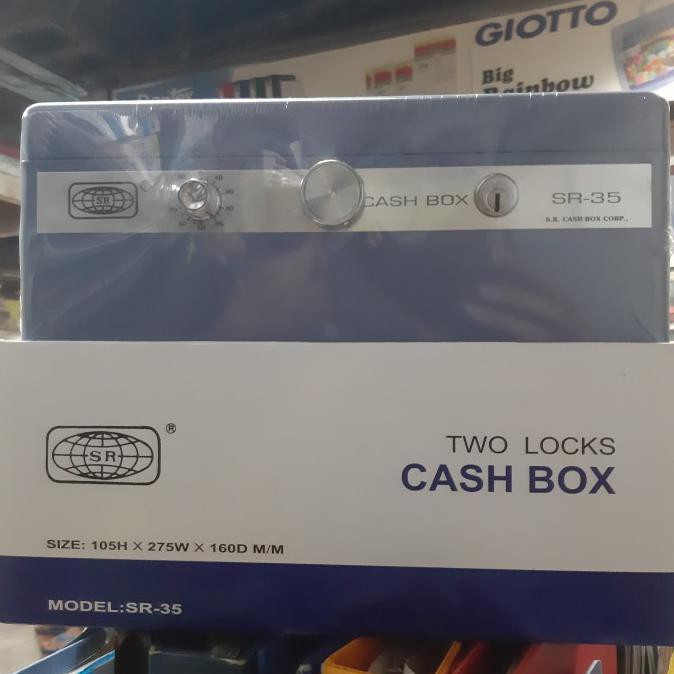 GIOTTO
Big
Rainbow
SR
®
CASH BOX
SR-35
S.R. CASH BOX CORP.,
SR
®
TWO LOCKS
CASH BOX
SIZE: 105H X 275W X 160D M/M
MODEL:SR-35